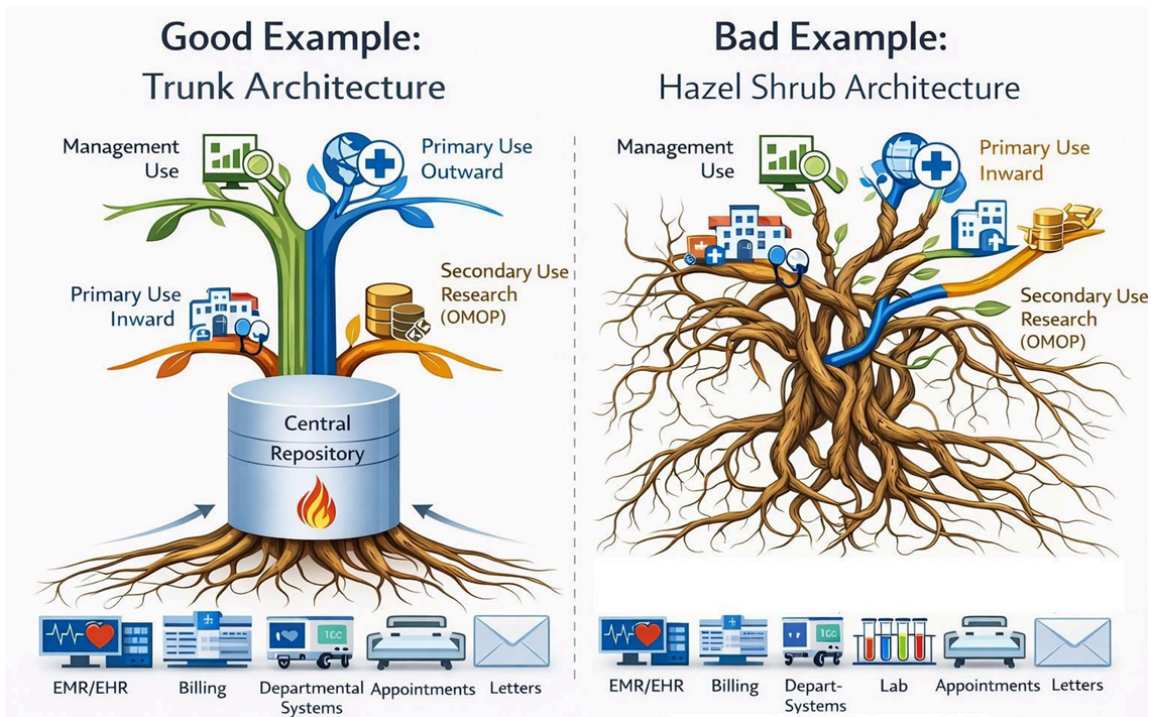 Good Example:
Trunk Architecture
Management
Use
Primary Use
Outward
Primary Use
Inward
Secondary Use
Research
(OMOP)
Central
Repository
EMR/EHR
Billing
Departmental
Systems
Appointments
Letters
Bad Example:
Hazel Shrub Architecture
Management
Use
Primary Use
Inward
Secondary Use
Research
(OMOP)
EMR/EHR
Billing
Depart-
Systems
Lab
Appointments
Letters